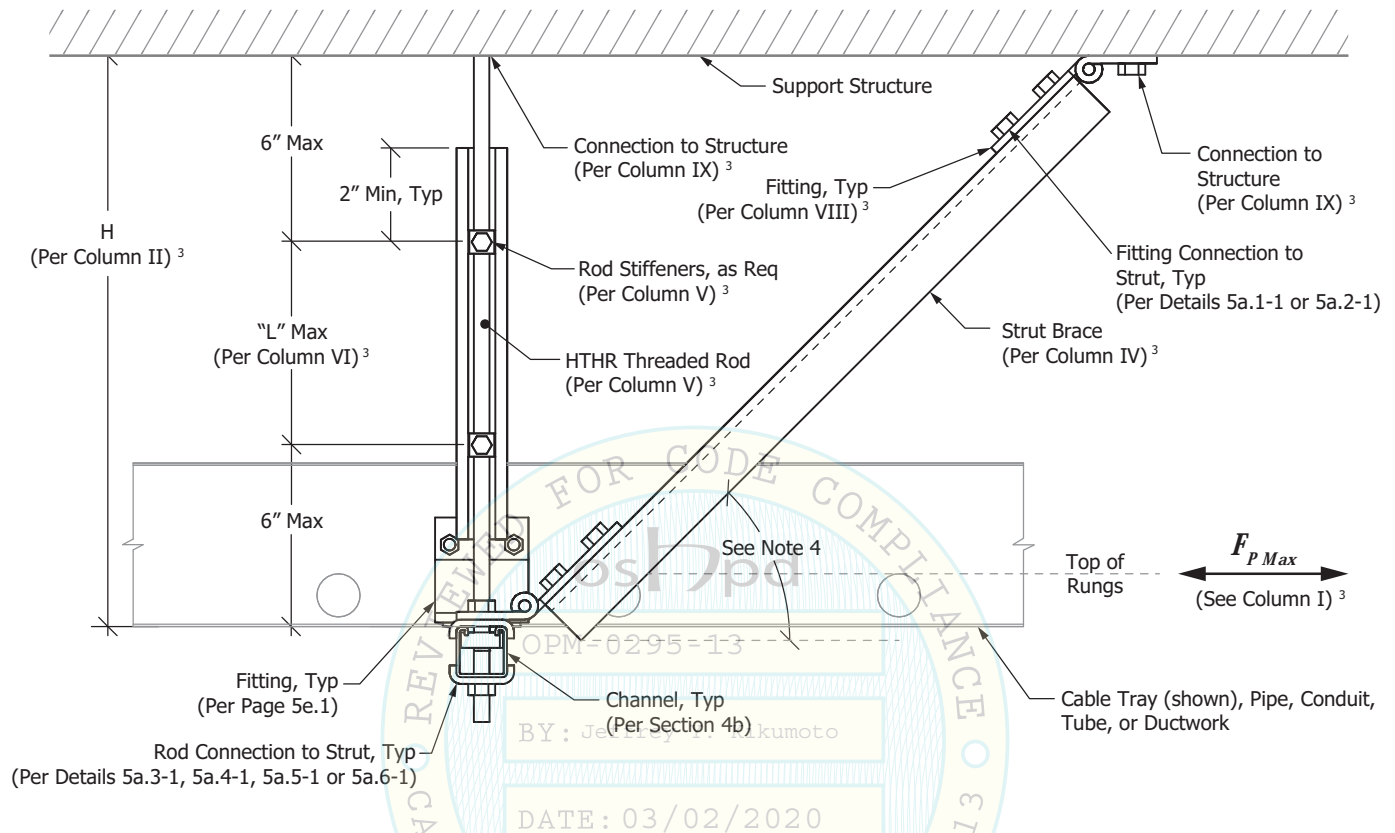 Support Structure
6” Max
Connection to Structure
(Per Column IX) 3
Connection to
Structure
(Per Column IX) 3
2” Min, Typ
Fitting, Typ
(Per Column VIII) 3
H
(Per Column II) 3
Rod Stiffeners, as Req
(Per Column V) 3
Fitting Connection to
Strut, Typ
(Per Details 5a.1-1 or 5a.2-1)
“L” Max
(Per Column VI) 3
Strut Brace
(Per Column IV) 3
HTHR Threaded Rod
(Per Column V) 3
6” Max
See Note 4
Top of
Rungs
FP Max
(See Column I) 3
REVIEWED FOR CODE COMPLIANCE
oshpd
OPM-0295-13
Fitting, Typ
(Per Page 5e.1)
Channel, Typ
(Per Section 4b)
Cable Tray (shown), Pipe, Conduit,
Tube, or Ductwork
BY: Jeffrey Y. Kikumoto
Rod Connection to Strut, Typ
(Per Details 5a.3-1, 5a.4-1, 5a.5-1 or 5a.6-1)
DATE: 03/02/2020